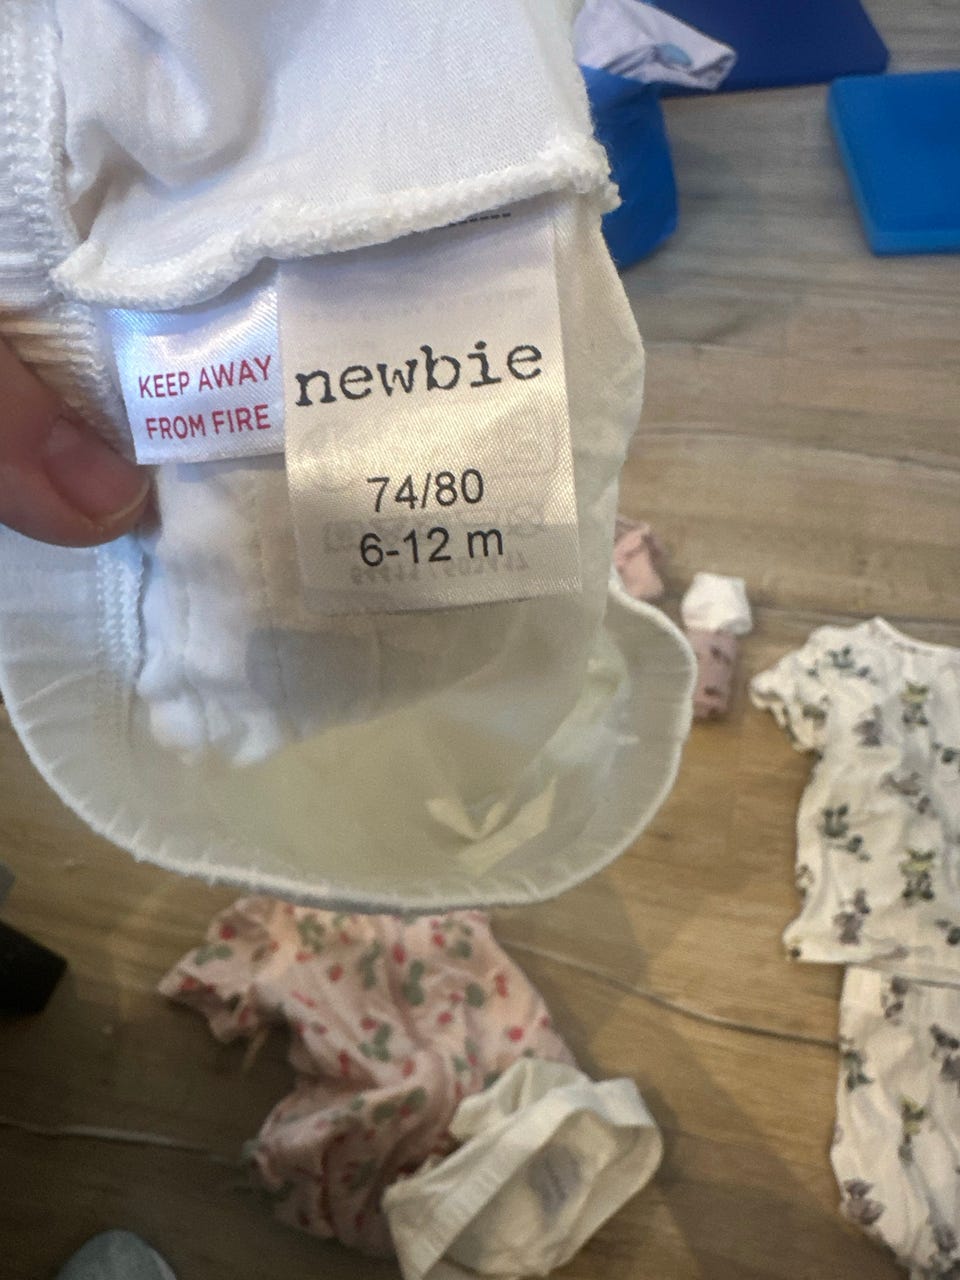 KEEP AWAY
FROM FIRE
newbie
74/80
6-12 m